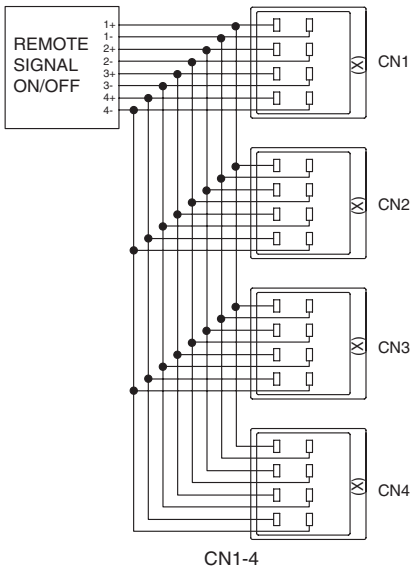 REMOTE
SIGNAL
ON/OFF
1+
1-
2+
2-
3+
3-
4+
4-
(X)
CN1
(X)
CN2
(X)
CN3
(X)
CN4
CN1-4